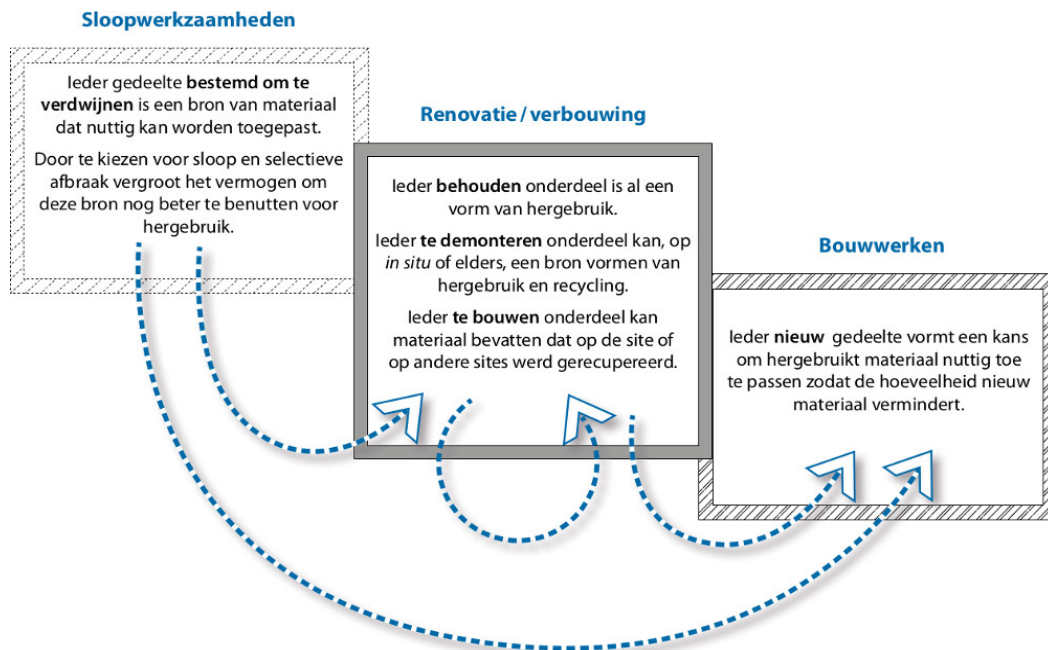 Sloopwerkzaamheden
Ieder gedeelte bestemd om te
verdwijnen is een bron van materiaal
dat nuttig kan worden toegepast.
Door te kiezen voor sloop en selectieve
afbraak vergroot het vermogen om
deze bron nog beter te benutten voor
hergebruik.
Renovatie / verbouwing
Ieder behouden onderdeel is al een
vorm van hergebruik.
Ieder te demonteren onderdeel kan, op
in situ of elders, een bron vormen van
hergebruik en recycling.
Ieder te bouwen onderdeel kan
materiaal bevatten dat op de site of
op andere sites werd gerecupereerd.
Bouwwerken
Ieder nieuw gedeelte vormt een kans
om hergebruikt materiaal nuttig toe
te passen zodat de hoeveelheid nieuw
materiaal vermindert.